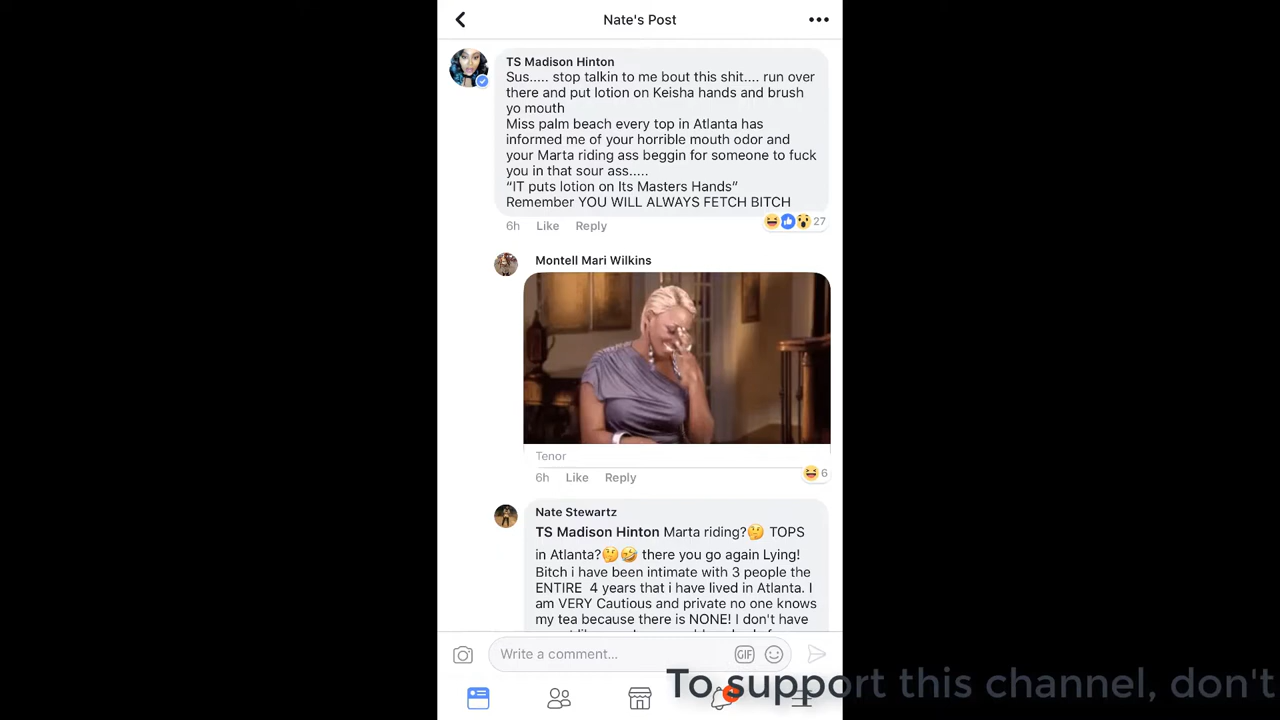 Nate's Post
TS Madison Hinton
Sus..... stop talkin to me bout this shit.... run over
there and put lotion on Keisha hands and brush
yo mouth
Miss palm beach every top in Atlanta has
informed me of your horrible mouth odor and
your Marta riding ass beggin for someone to fuck
you in that sour ass.....
“IT puts lotion on Its Masters Hands”
Remember YOU WILL ALWAYS FETCH BITCH
27
6h Like Reply
Montell Mari Wilkins
Tenor
6
6h Like Reply
Nate Stewartz
TS Madison Hinton Marta riding?🤔 TOPS
in Atlanta?🤔🤣 there you go again Lying!
Bitch i have been intimate with 3 people the
ENTIRE 4 years that i have lived in Atlanta. I
am VERY Cautious and private no one knows
my tea because there is NONE! I don't have
Write a comment...
GIF
To support this channel, don't